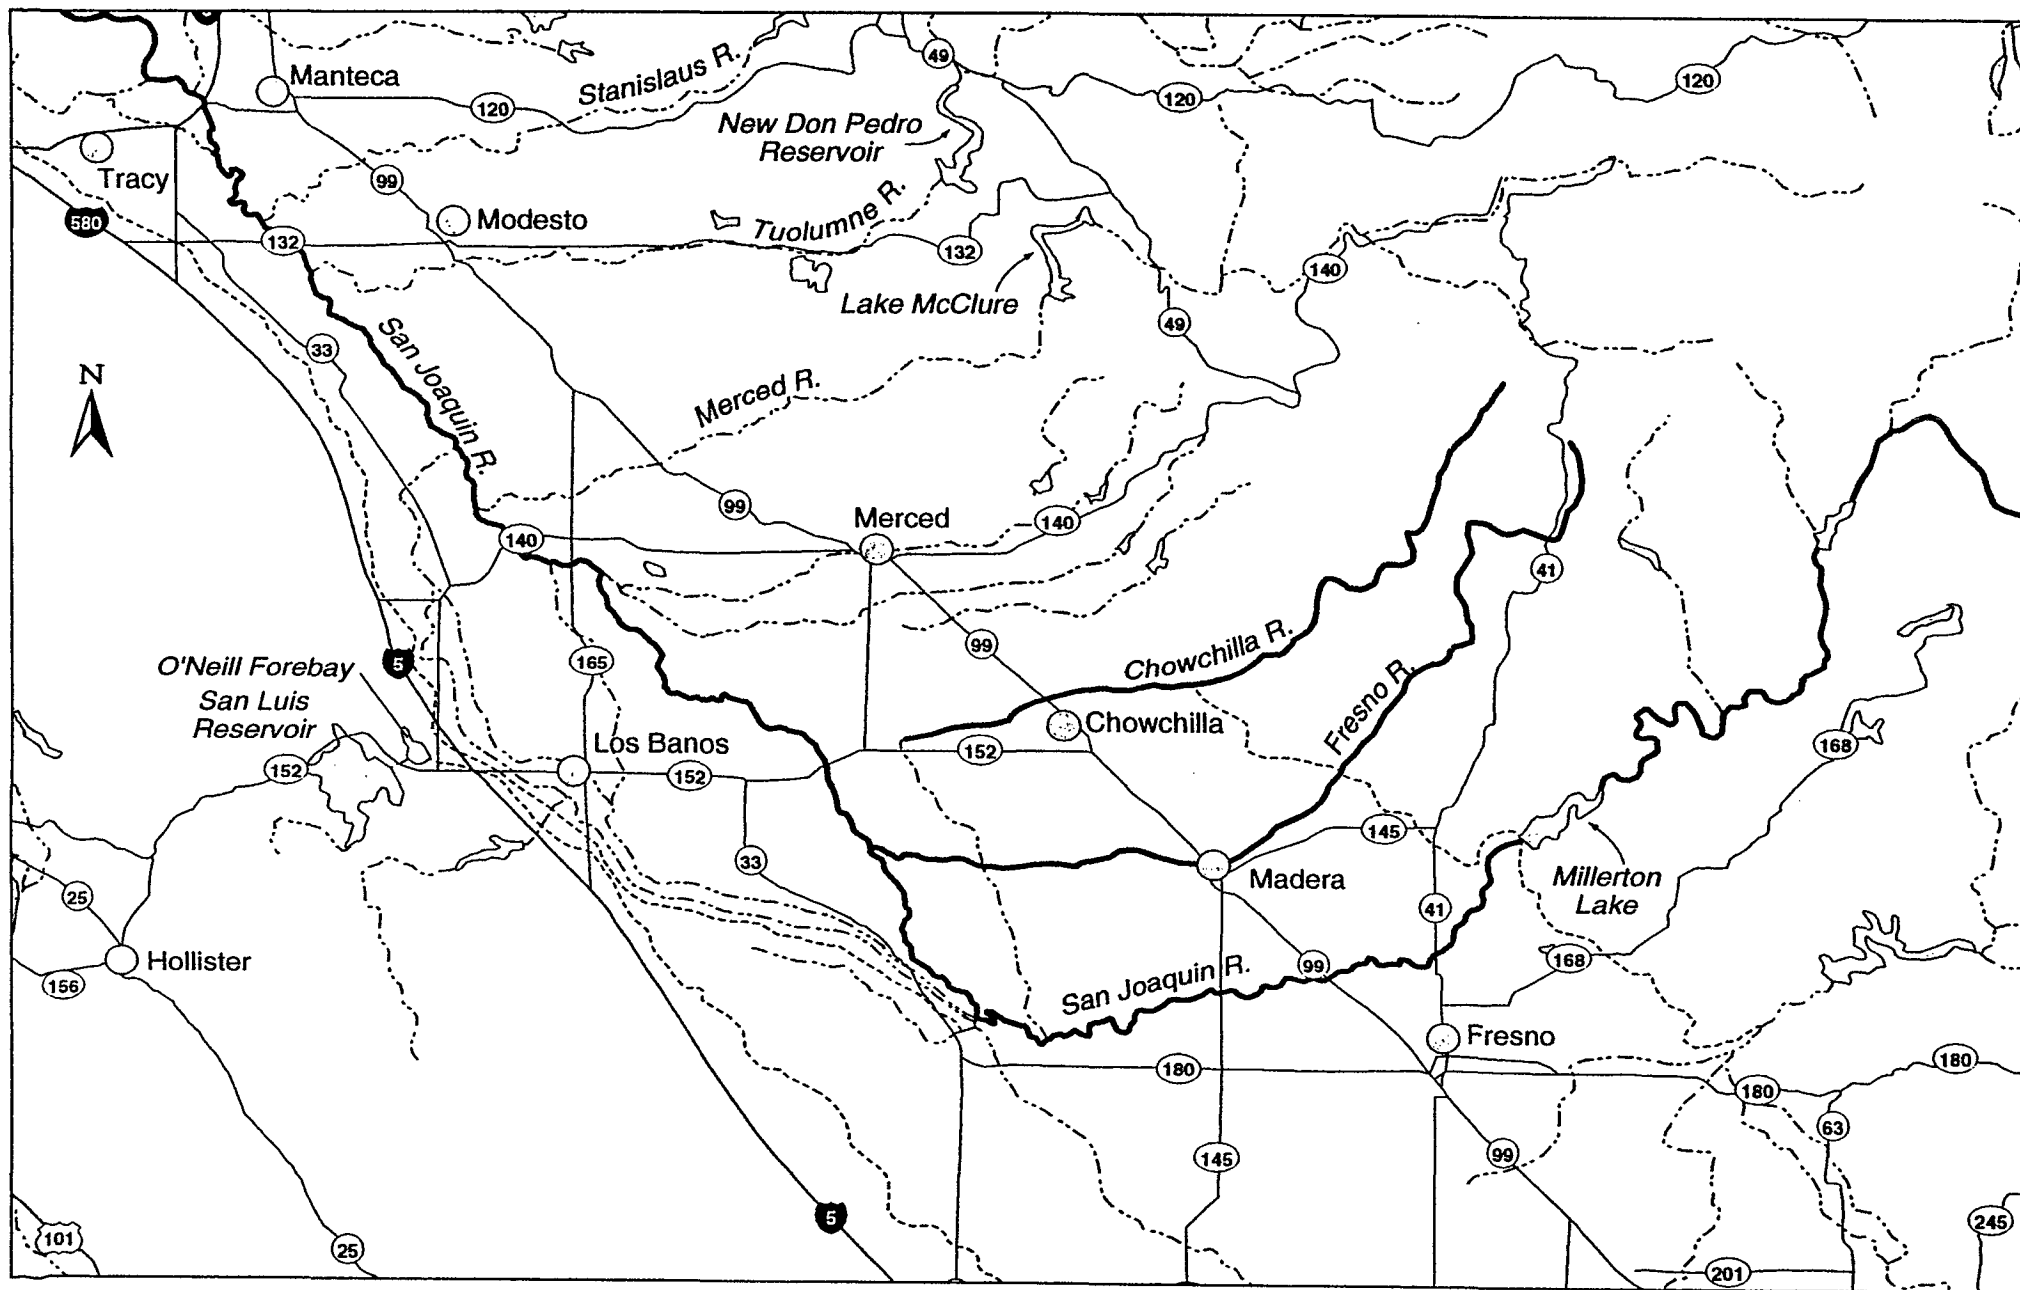 Manteca
Stanislaus R.
49
120
120
120
New Don Pedro
Reservoir
Tracy
99
Modesto
Tuolumne R.
580
132
132
140
Lake McClure
49
San Joaquin R.
33
N
Merced R.
99
Merced
140
140
41
99
Chowchilla R.
5
165
O'Neill Forebay
San Luis
Reservoir
Fresno R.
Chowchilla
Los Banos
152
152
152
168
33
145
Madera
Millerton
Lake
25
41
Hollister
156
San Joaquin R.
99
168
Fresno
180
180
180
63
145
99
5
101
25
245
201